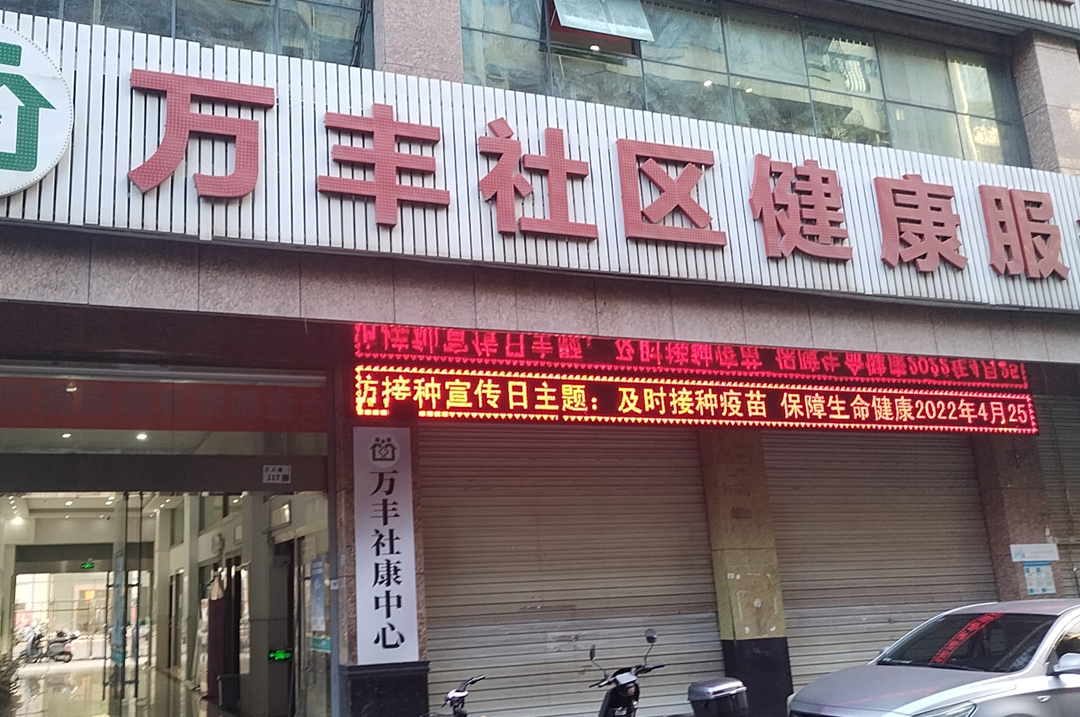 万丰社区健康服
访接种宣传日主题：及时接种疫苗 保障生命健康2022年4月25
万丰社康中心